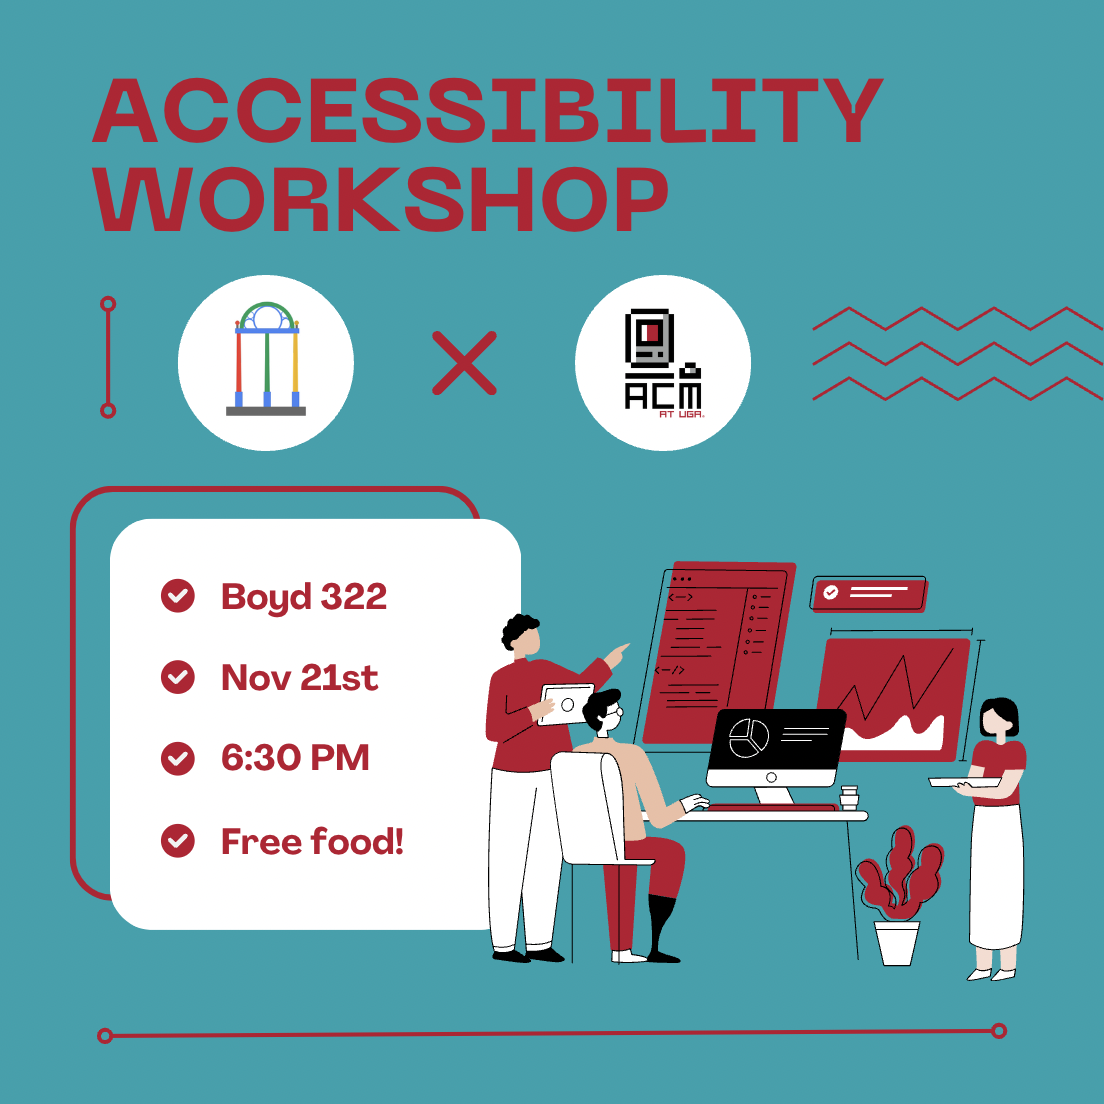 ACCESSIBILITY
WORKSHOP
ACM
AT UGA
Boyd 322
Nov 21st
6:30 PM
Free food!
<-->
<--/>